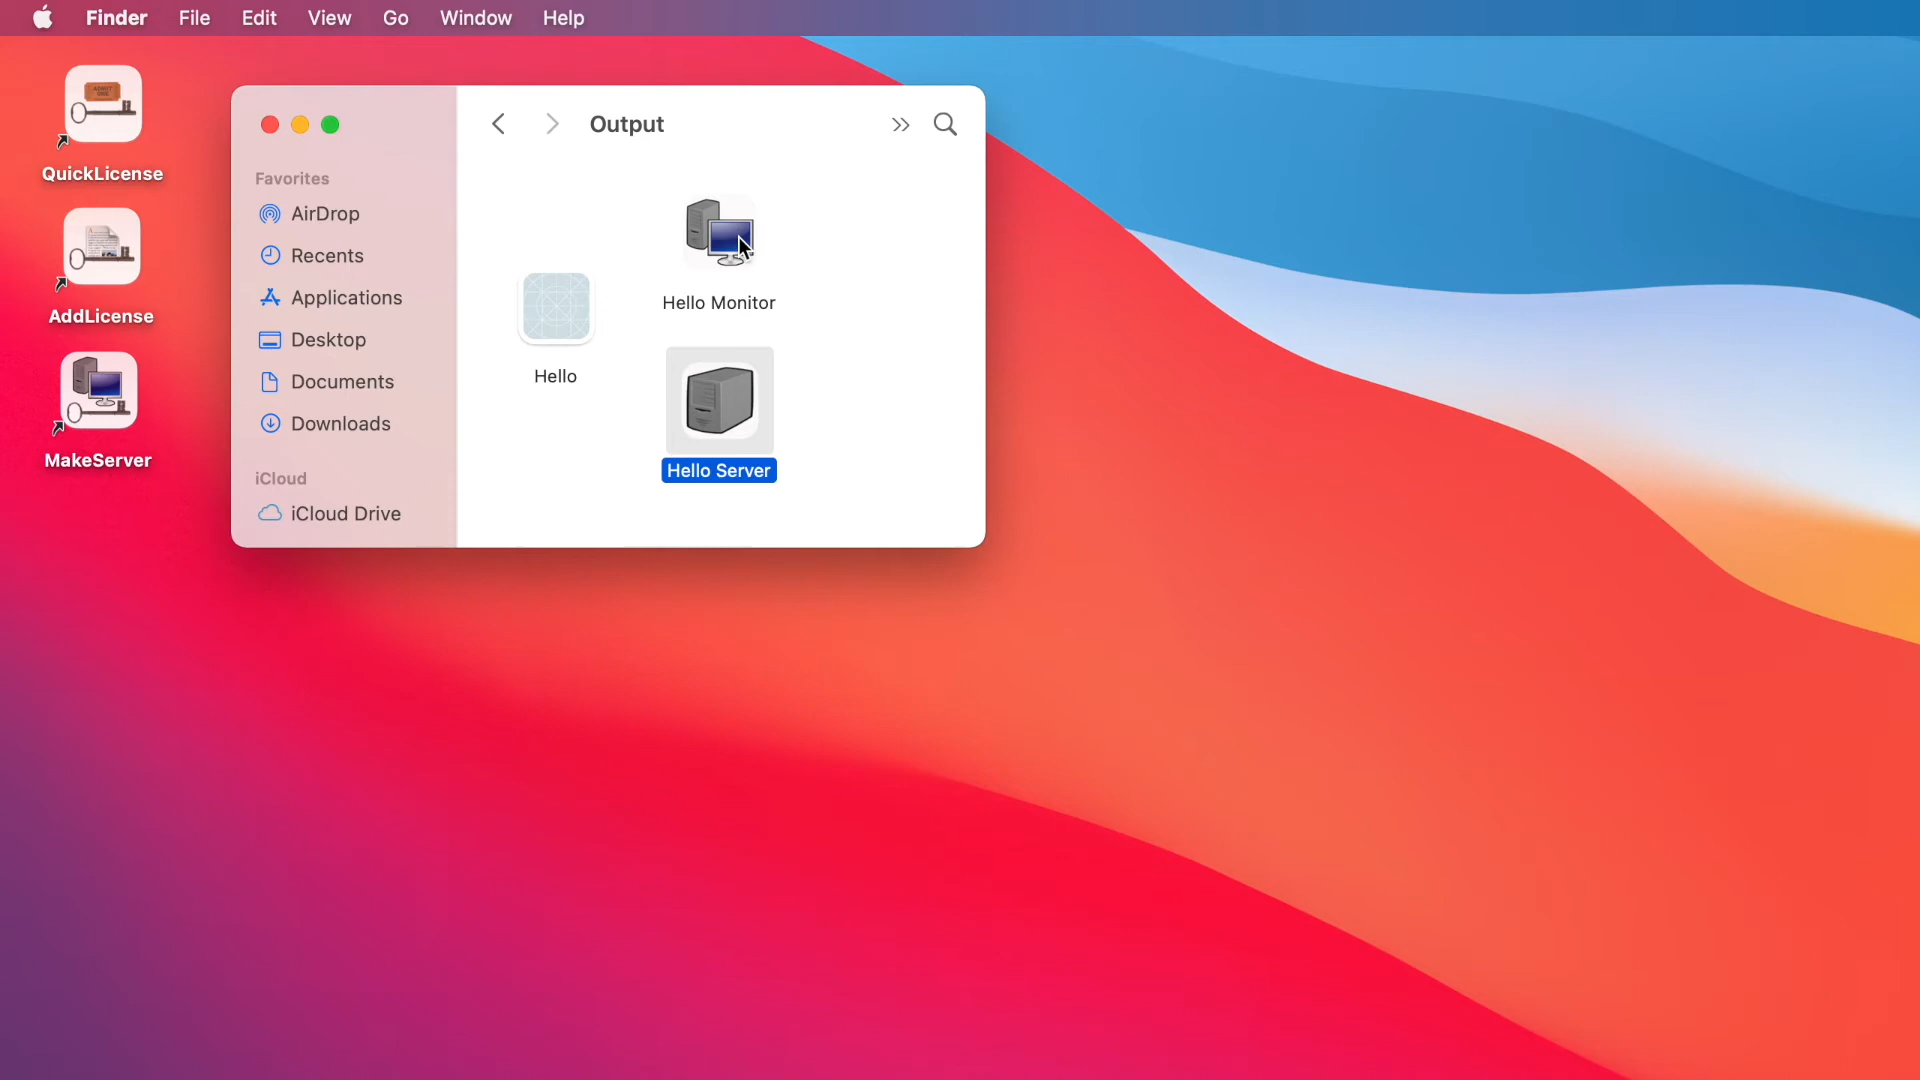 Finder File Edit View Go Window Help
QuickLicense
AddLicense
MakeServer
Output
Favorites
AirDrop
Recents
Applications
Desktop
Documents
Downloads
iCloud
iCloud Drive
Hello Monitor
Hello
Hello Server